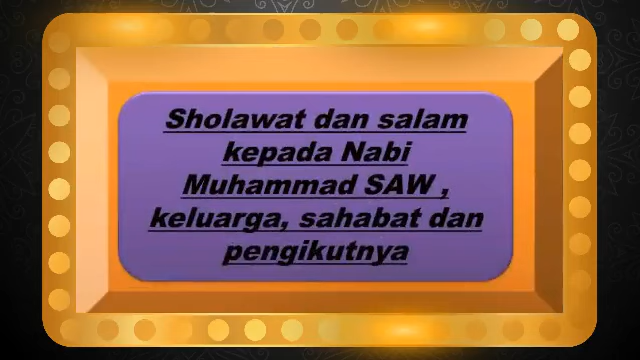 Sholawat dan salam
kepada Nabi
Muhammad SAW ,
keluarga, sahabat dan
pengikutnya